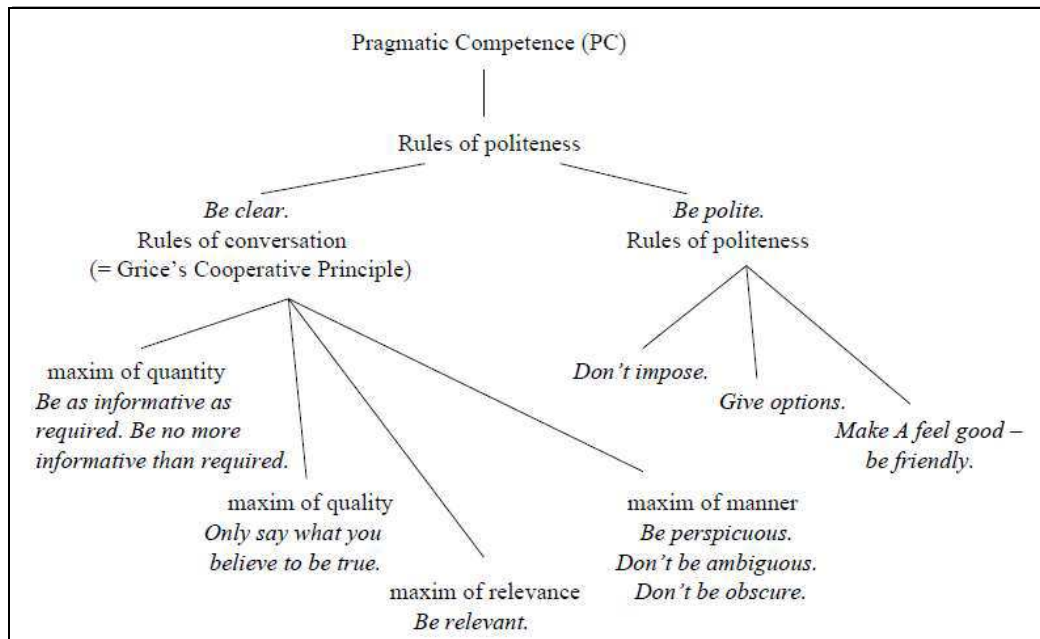 Pragmatic Competence (PC)
Rules of politeness
Be clear.
Rules of conversation
(= Grice’s Cooperative Principle)
Be polite.
Rules of politeness
maxim of quantity
Be as informative as
required. Be no more
informative than required.
maxim of quality
Only say what you
believe to be true.
maxim of relevance
Be relevant.
maxim of manner
Be perspicuous.
Don’t be ambiguous.
Don’t be obscure.
Don’t impose.
Give options.
Make A feel good –
be friendly.